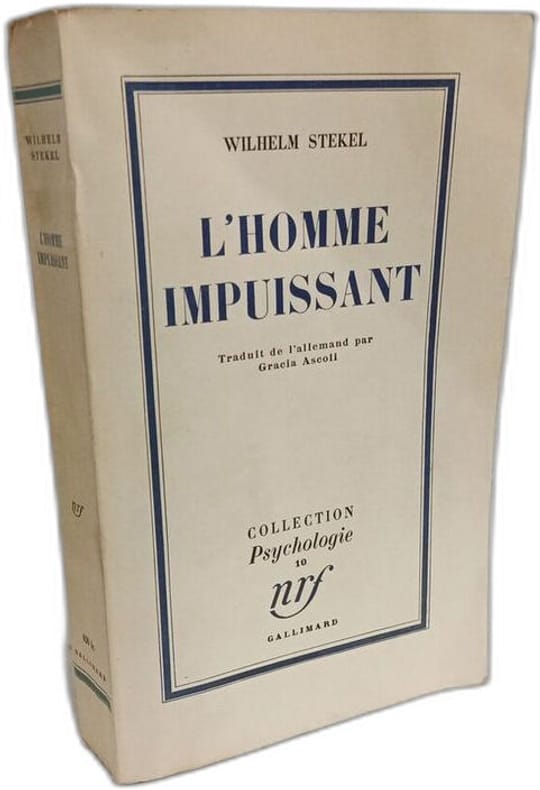 WILHELM STEKEL
L'HOMME
IMPUISSANT
Traduit de l'allemand par
Gracia Ascoli
COLLECTION
Psychologie
10
nrf
GALLIMARD
WILHELM
STEKEL
L'HOMME
IMPUISSANT
nrf
GALLIMARD